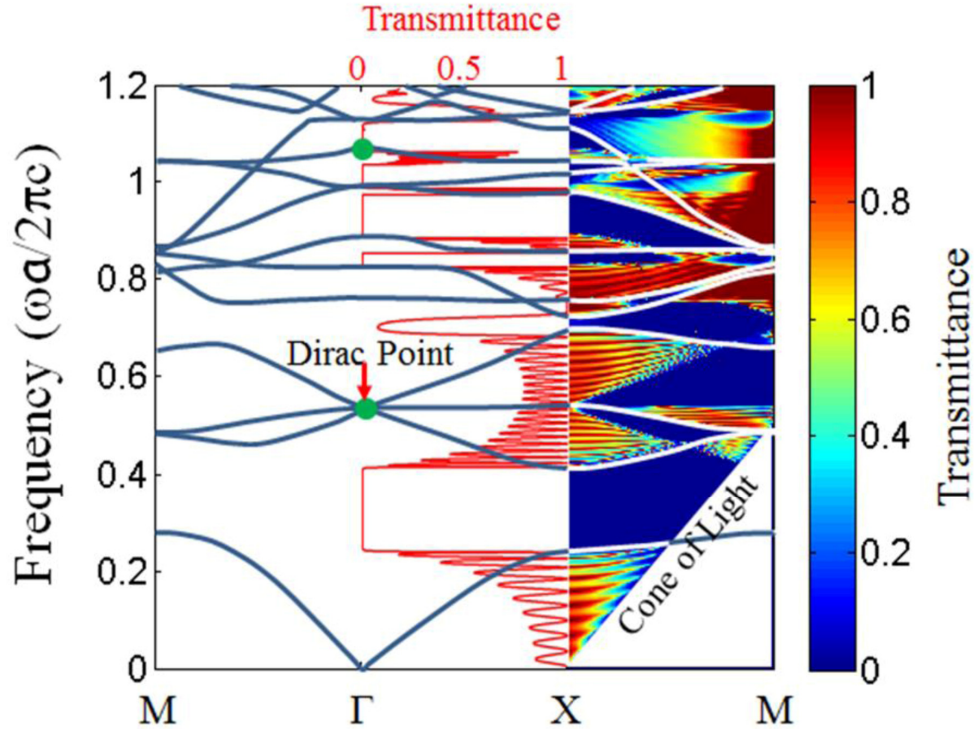 Transmittance
0 0.5 1
1.2
1
0.8
0.6
0.4
0.2
0
Frequency (ωa/2πc)
Dirac Point
Cone of Light
M Γ X M
1
0.8
0.6
0.4
0.2
0
Transmittance